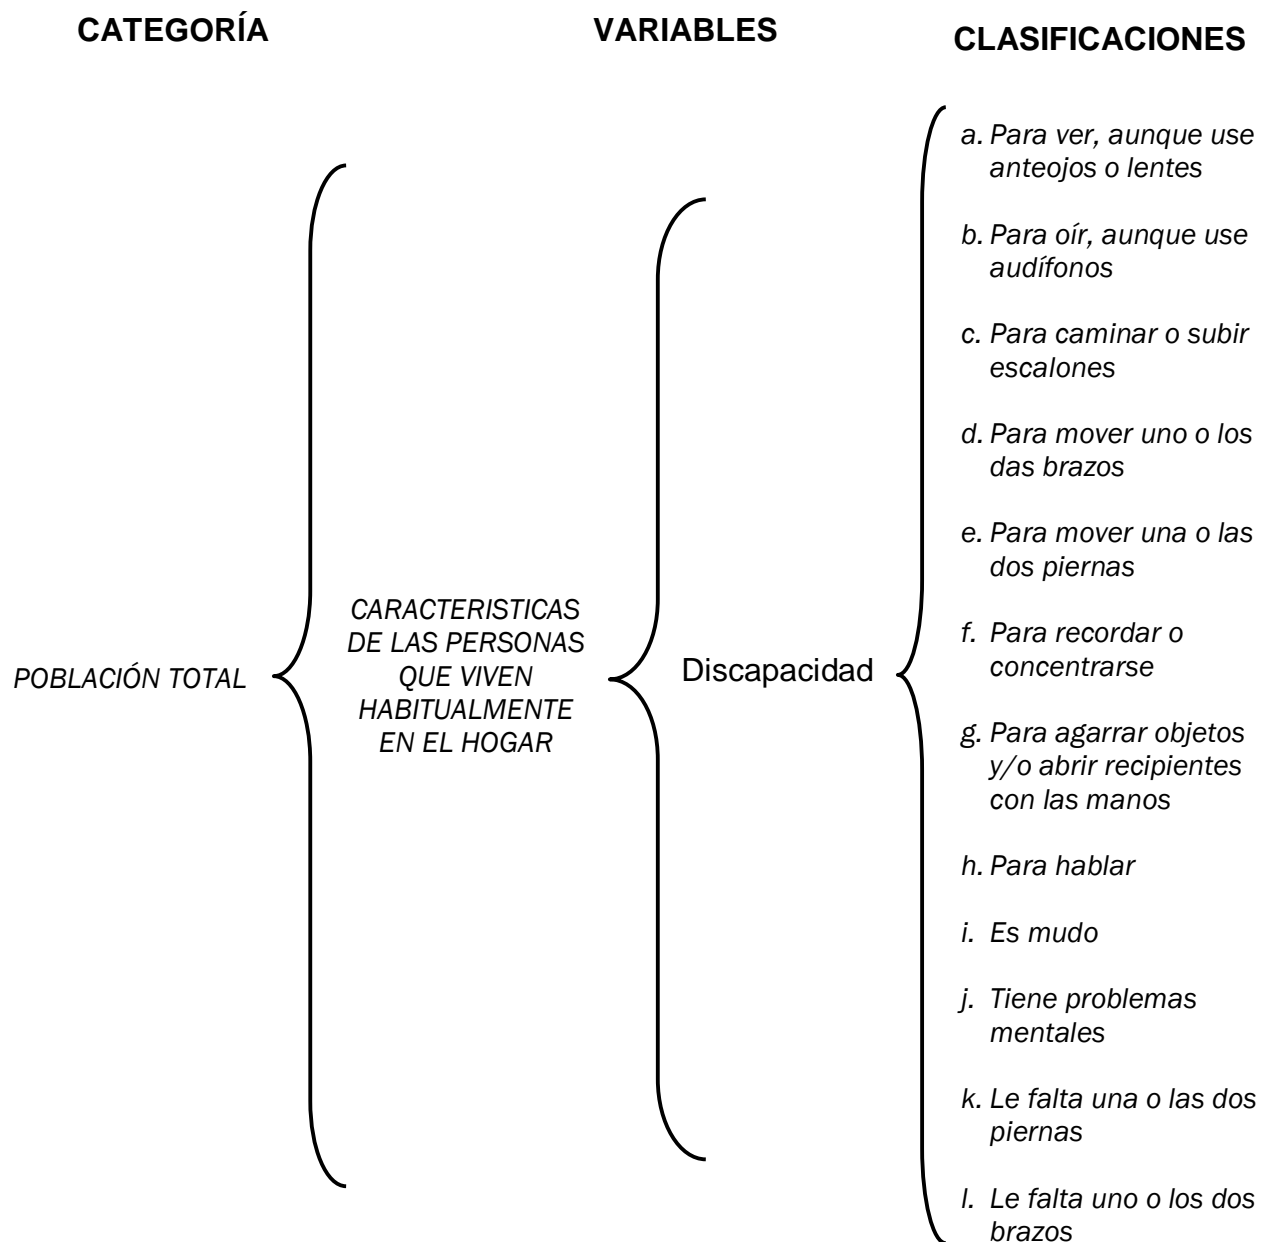 CATEGORÍA
VARIABLES
CLASIFICACIONES
POBLACIÓN TOTAL
CARACTERISTICAS
DE LAS PERSONAS
QUE VIVEN
HABITUALMENTE
EN EL HOGAR
Discapacidad
a. Para ver, aunque use
anteojos o lentes
b. Para oír, aunque use
audífonos
c. Para caminar o subir
escalones
d. Para mover uno o los
das brazos
e. Para mover una o las
dos piernas
f. Para recordar o
concentrarse
g. Para agarrar objetos
y/o abrir recipientes
con las manos
h. Para hablar
i. Es mudo
j. Tiene problemas
mentales
k. Le falta una o las dos
piernas
l. Le falta uno o los dos
brazos